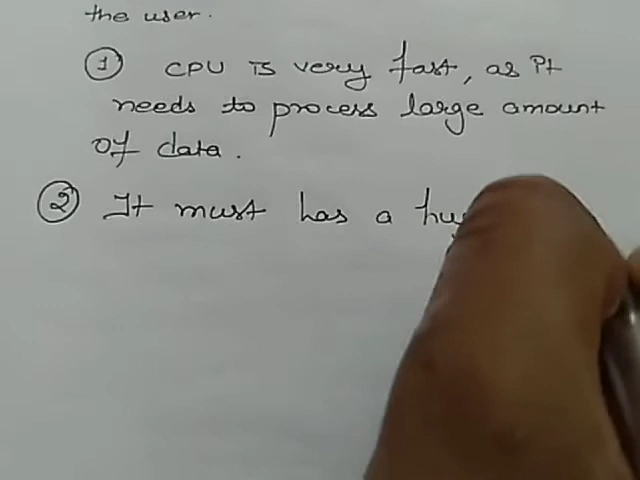 the user.
① CPU is very fast, as it
needs to process large amount
of data.
② It must has a